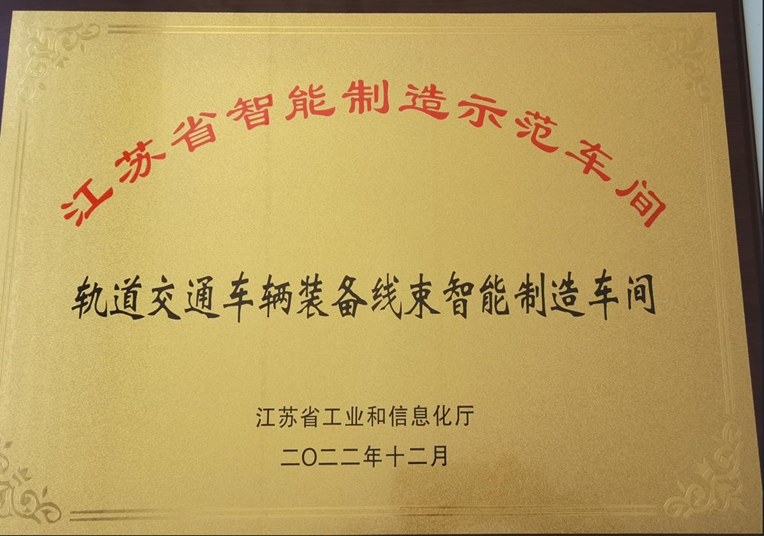 江苏省智能制造示范车间
轨道交通车辆装备线束智能制造车间
江苏省工业和信息化厅
二〇二二年十二月